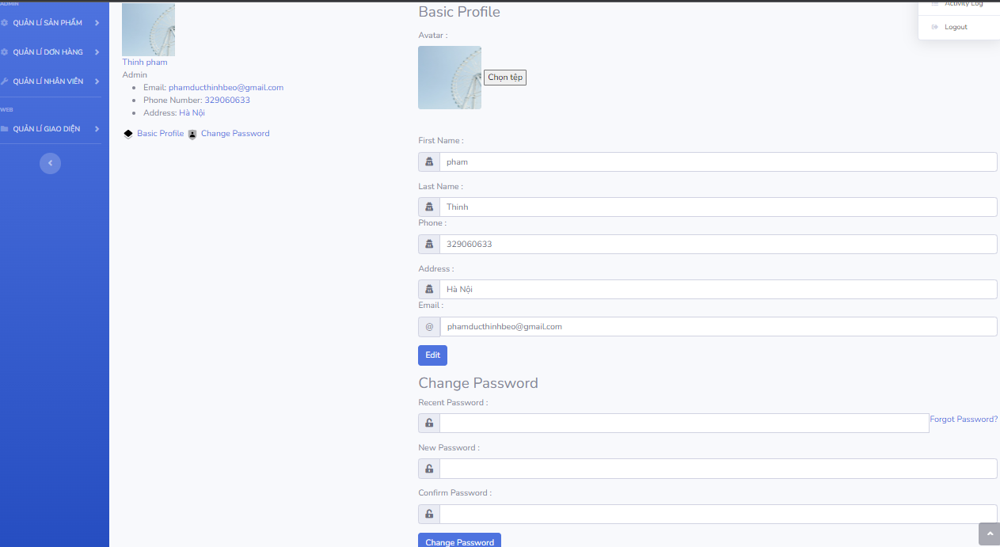 ADMIN
QUẢN LÍ SẢN PHẨM
QUẢN LÍ DƠN HÀNG
QUẢN LÍ NHÂN VIÊN
WEB
QUẢN LÍ GIAO DIỆN
Thinh pham
Admin
Email: phamducthinhbeo@gmail.com
Phone Number: 329060633
Address: Hà Nội
Basic Profile Change Password
Basic Profile
Avatar :
Chọn tệp
First Name :
pham
Last Name :
Thinh
Phone :
329060633
Address :
Hà Nội
Email :
@ phamducthinhbeo@gmail.com
Edit
Change Password
Recent Password :
Forgot Password?
New Password :
Confirm Password :
Change Password
Activity Log
Logout